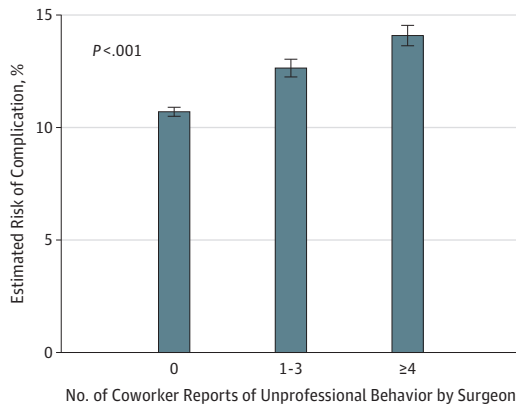 15
P<.001
10
5
0
Estimated Risk of Complication, %
0 1-3 ≥4
No. of Coworker Reports of Unprofessional Behavior by Surgeon